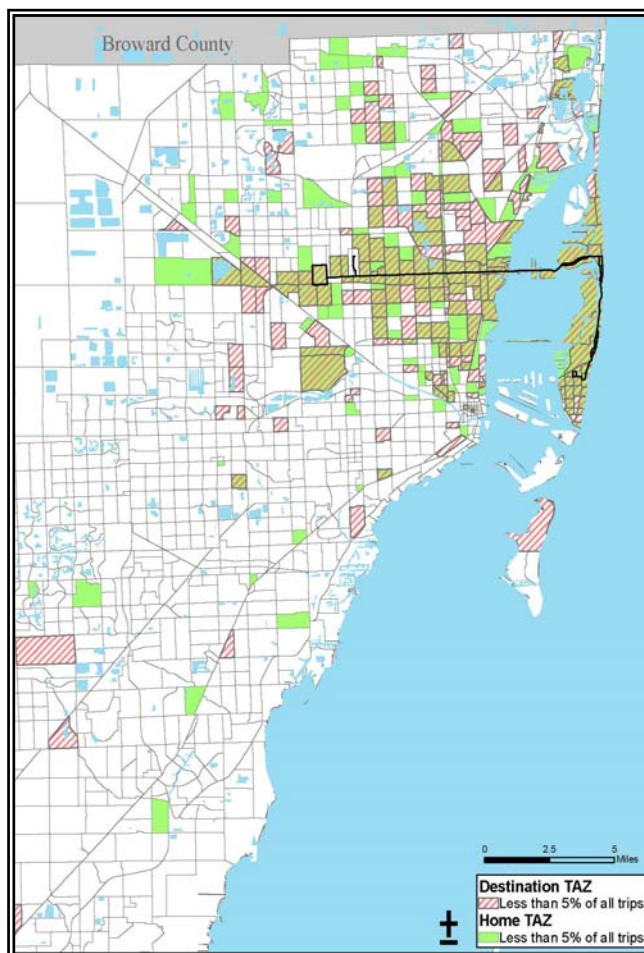 Broward County
0 2.5 5
Miles
Destination TAZ
Less than 5% of all trips
Home TAZ
Less than 5% of all trips